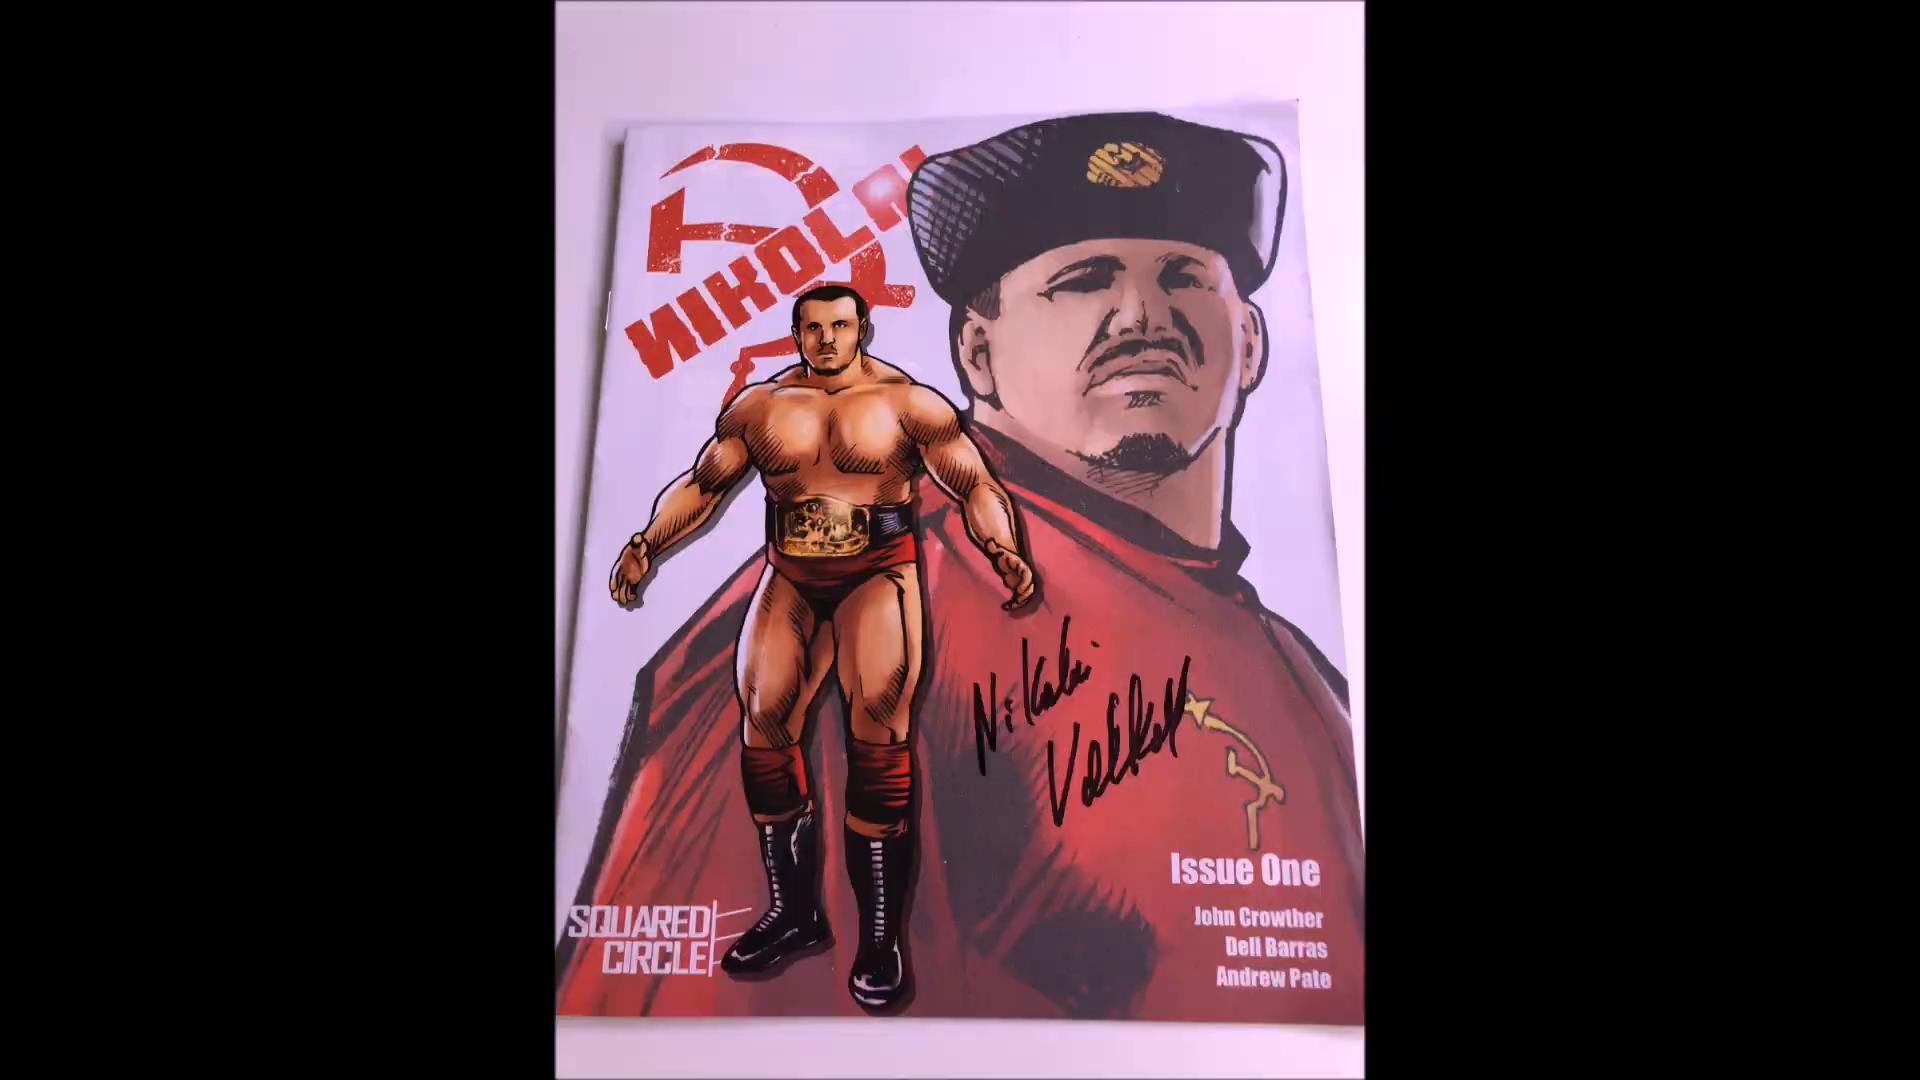 NIKOLAI
Nikolai
Volkoff
Issue One
John Crowther
Dell Barras
Andrew Pate
SQUARED
CIRCLE